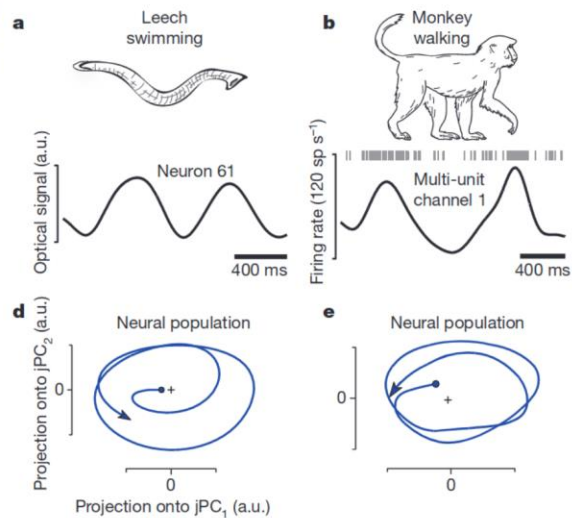 a
Leech
swimming
Optical signal (a.u.)
Neuron 61
400 ms
b
Monkey
walking
Firing rate (120 sp s⁻¹)
Multi-unit
channel 1
400 ms
d
Neural population
Projection onto jPC₂ (a.u.)
0
+
0
Projection onto jPC₁ (a.u.)
e
Neural population
0
+
0